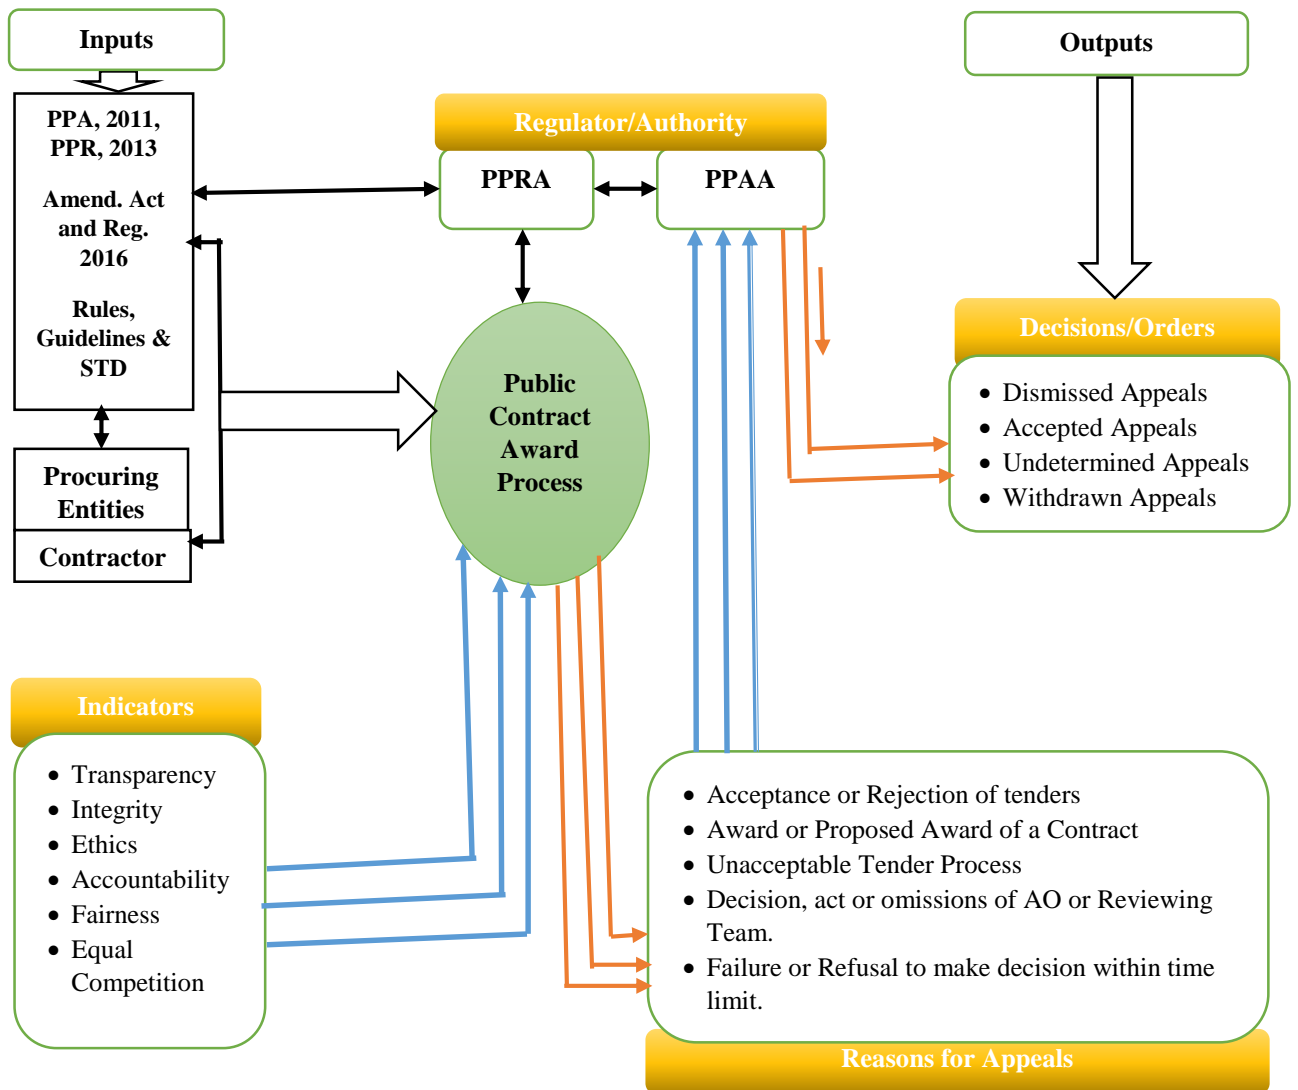 Inputs
Outputs
PPA, 2011,
PPR, 2013
Amend. Act
and Reg.
2016
Rules,
Guidelines &
STD
Procuring
Entities
Contractor
Regulator/Authority
PPRA
PPAA
Public
Contract
Award
Process
Decisions/Orders
• Dismissed Appeals
• Accepted Appeals
• Undetermined Appeals
• Withdrawn Appeals
Indicators
• Transparency
• Integrity
• Ethics
• Accountability
• Fairness
• Equal
Competition
• Acceptance or Rejection of tenders
• Award or Proposed Award of a Contract
• Unacceptable Tender Process
• Decision, act or omissions of AO or Reviewing
Team.
• Failure or Refusal to make decision within time
limit.
Reasons for Appeals